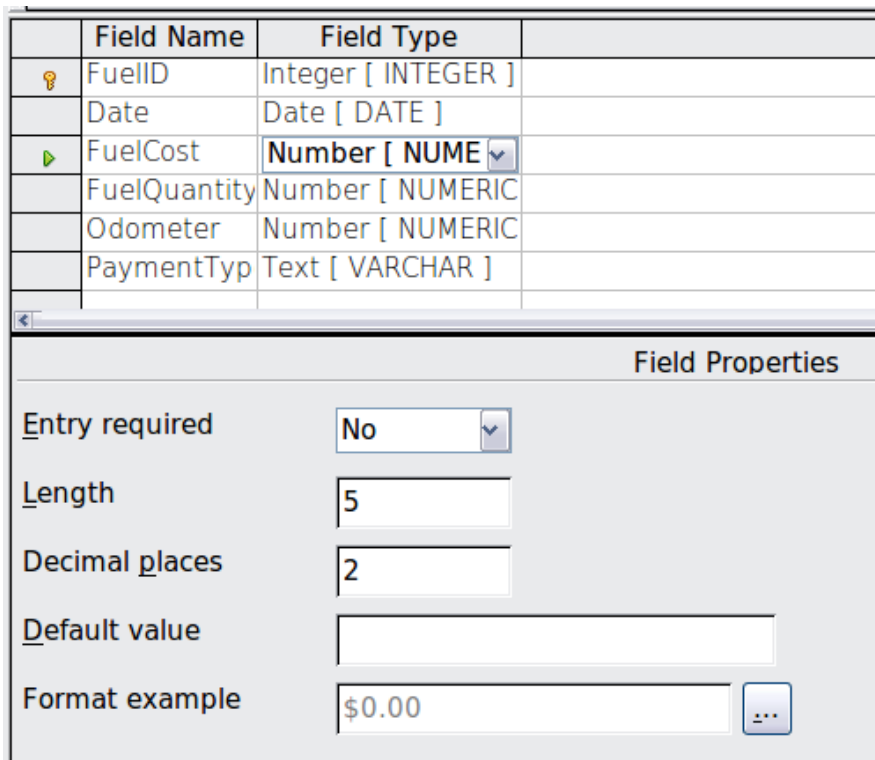 Field Name Field Type
FuelID Integer [ INTEGER ]
Date Date [ DATE ]
FuelCost Number [ NUME
FuelQuantity Number [ NUMERIC
Odometer Number [ NUMERIC
PaymentTyp Text [ VARCHAR ]
Field Properties
Entry required No
Length 5
Decimal places 2
Default value
Format example $0.00 ...